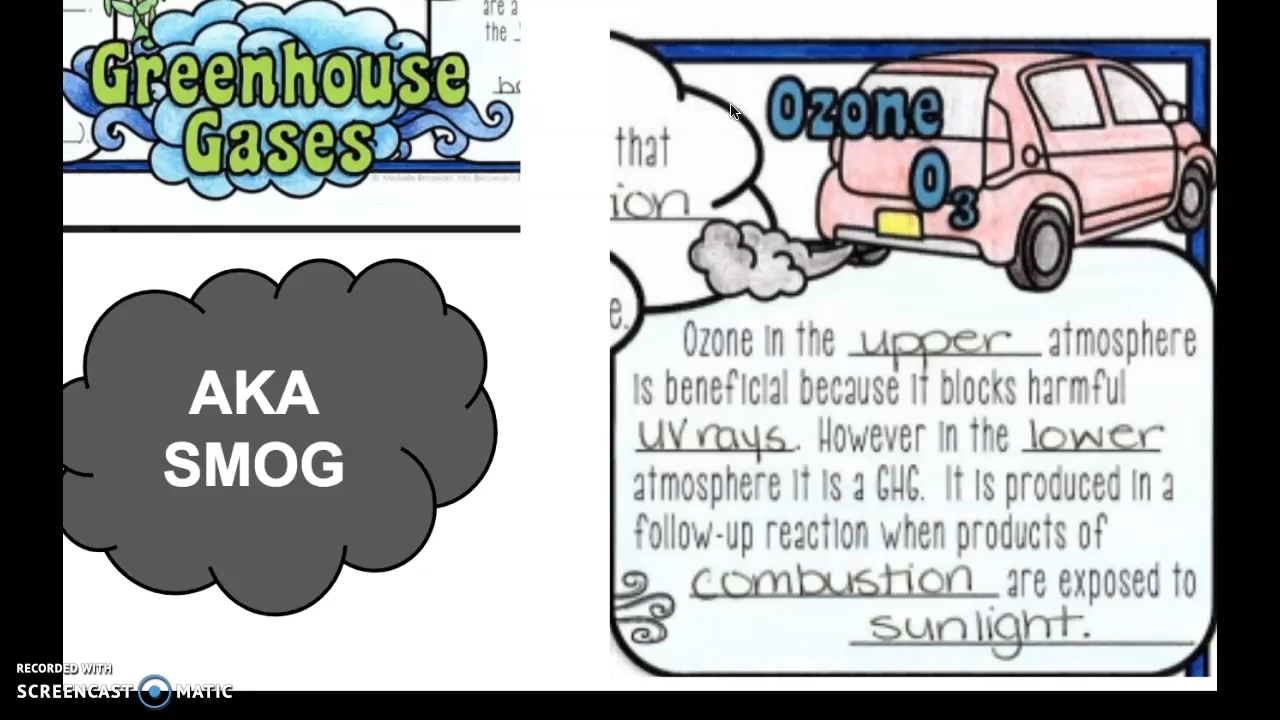 are a
the
Greenhouse
Gases
AKA
SMOG
that
ion
e.
Ozone
O3
Ozone in the upper atmosphere
is beneficial because it blocks harmful
UV rays. However in the lower
atmosphere it is a GHG. It is produced in a
follow-up reaction when products of
combustion are exposed to
sunlight.
RECORDED WITH
SCREENCAST MATIC